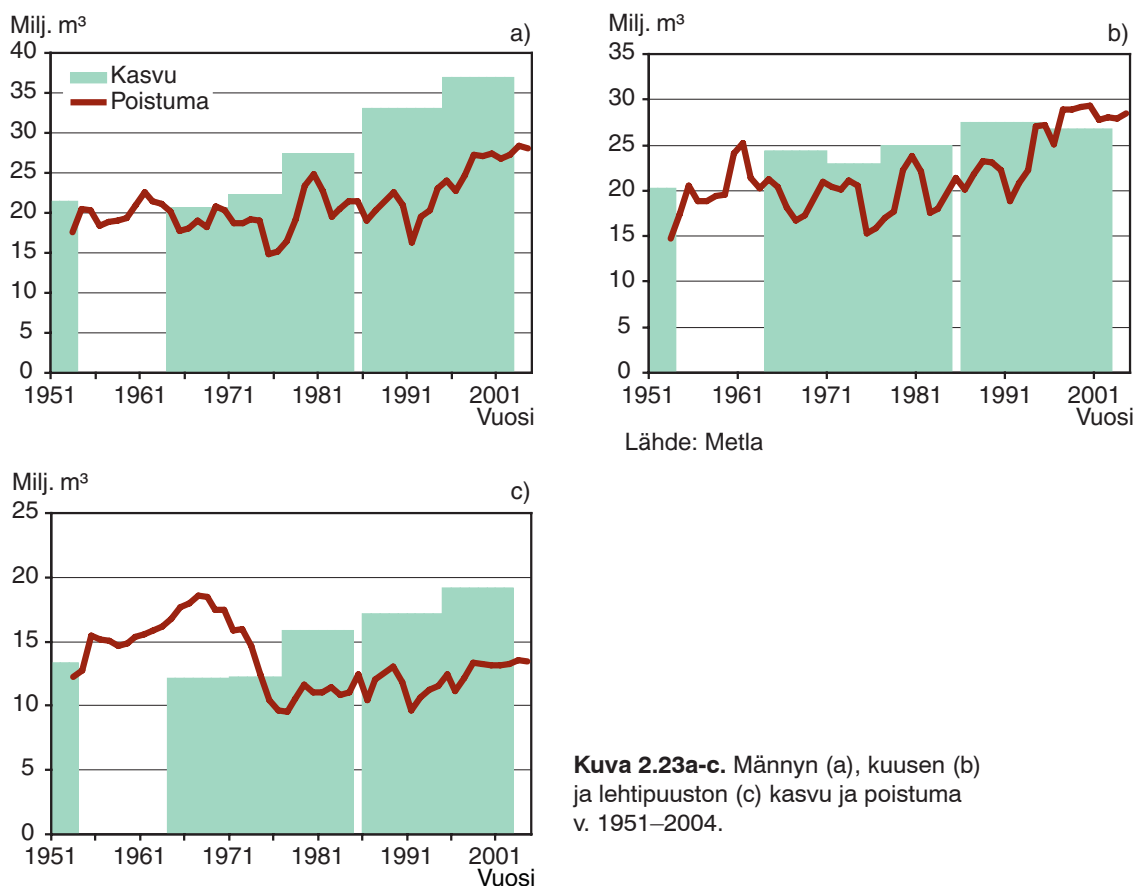 Milj. m³
a)
40
35
30
25
20
15
10
5
0
Kasvu
Poistuma
1951 1961 1971 1981 1991 2001
Vuosi
Milj. m³
b)
35
30
25
20
15
10
5
0
1951 1961 1971 1981 1991 2001
Vuosi
Lähde: Metla
Milj. m³
c)
25
20
15
10
5
0
1951 1961 1971 1981 1991 2001
Vuosi
Kuva 2.23a-c. Männyn (a), kuusen (b)
ja lehtipuuston (c) kasvu ja poistuma
v. 1951–2004.